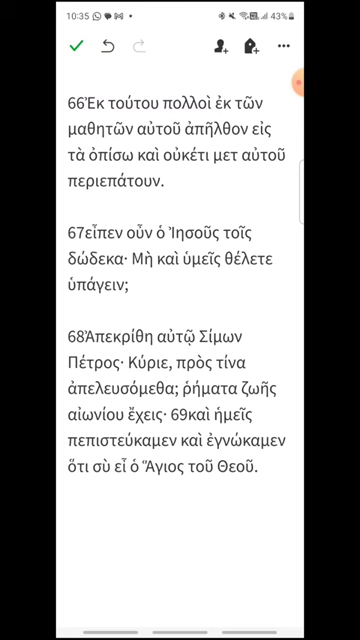 10:35
43%
66Ἐκ τούτου πολλοὶ ἐκ τῶν
μαθητῶν αὐτοῦ ἀπῆλθον εἰς
τὰ ὀπίσω καὶ οὐκέτι μετ αὐτοῦ
περιεπάτουν.
67εἶπεν οὖν ὁ Ἰησοῦς τοῖς
δώδεκα· Μὴ καὶ ὑμεῖς θέλετε
ὑπάγειν;
68Ἀπεκρίθη αὐτῷ Σίμων
Πέτρος· Κύριε, πρὸς τίνα
ἀπελευσόμεθα; ῥήματα ζωῆς
αἰωνίου ἔχεις· 69καὶ ἡμεῖς
πεπιστεύκαμεν καὶ ἐγνώκαμεν
ὅτι σὺ εἶ ὁ Ἅγιος τοῦ Θεοῦ.